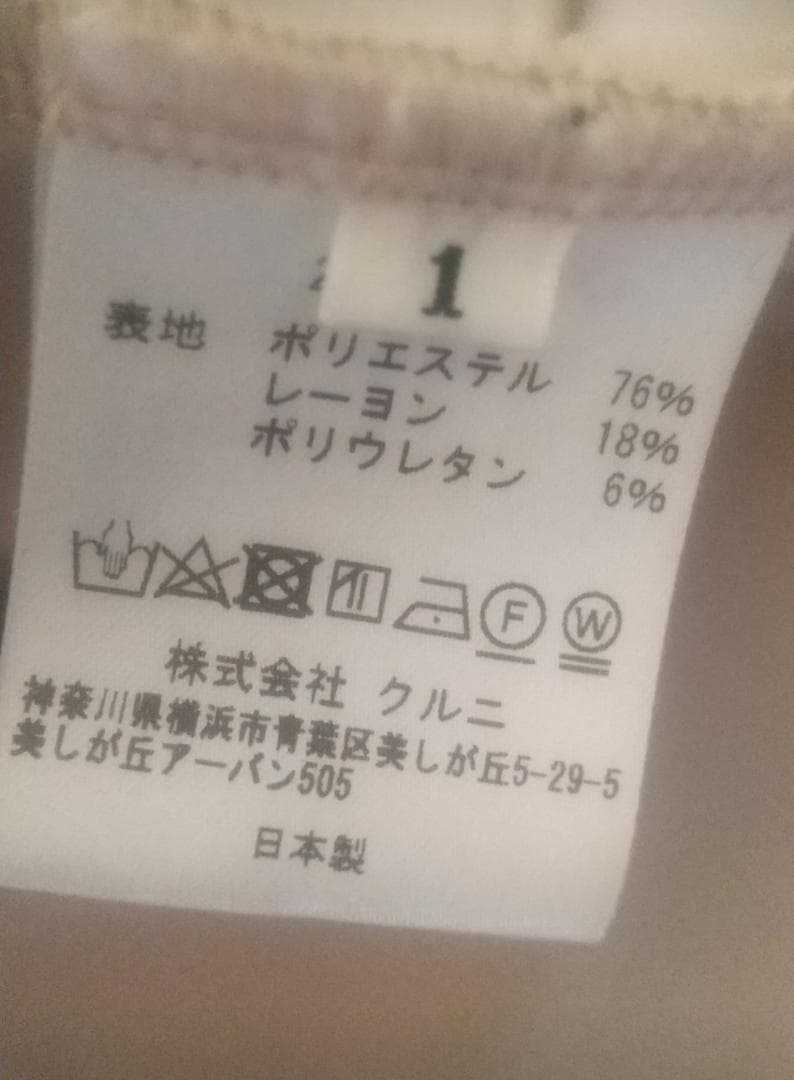 1
表地 ポリエステル 76%
レーヨン 18%
ポリウレタン 6%
F W
株式会社 クルニ
神奈川県横浜市青葉区美しが丘5-29-5
美しが丘アーバン505
日本製